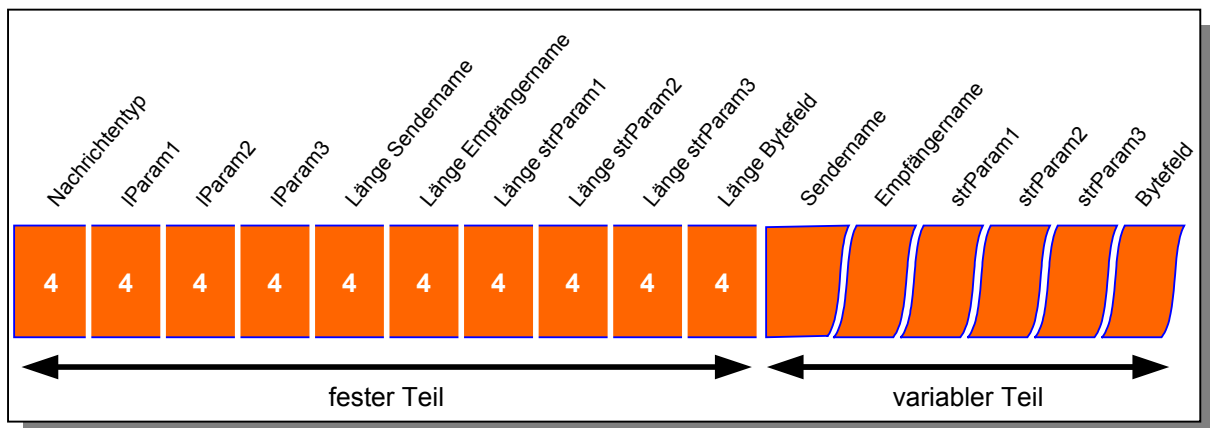 Nachrichtentyp
lParam1
lParam2
lParam3
Länge Sendername
Länge Empfängername
Länge strParam1
Länge strParam2
Länge strParam3
Länge Bytefeld
Sendername
Empfängername
strParam1
strParam2
strParam3
Bytefeld
4
4
4
4
4
4
4
4
4
4
fester Teil
variabler Teil